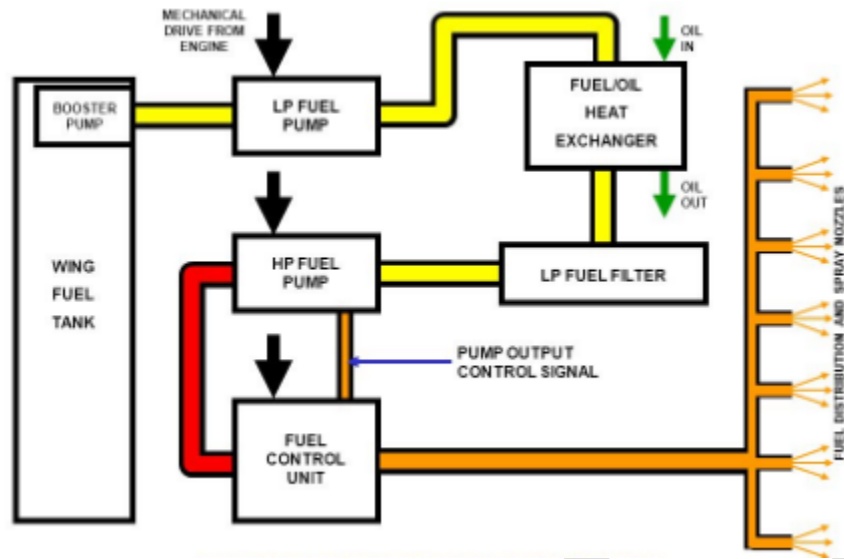 MECHANICAL
DRIVE FROM
ENGINE
OIL
IN
BOOSTER
PUMP
LP FUEL
PUMP
FUEL/OIL
HEAT
EXCHANGER
OIL
OUT
WING
FUEL
TANK
HP FUEL
PUMP
LP FUEL FILTER
PUMP OUTPUT
CONTROL SIGNAL
FUEL
CONTROL
UNIT
FUEL DISTRIBUTION AND SPRAY NOZZLES